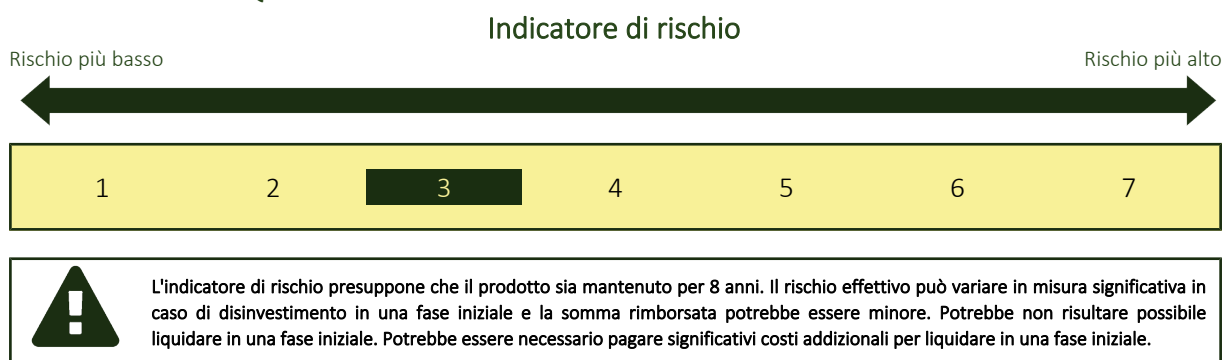 Indicatore di rischio
Rischio più basso
Rischio più alto
1 2 3 4 5 6 7
L'indicatore di rischio presuppone che il prodotto sia mantenuto per 8 anni. Il rischio effettivo può variare in misura significativa in
caso di disinvestimento in una fase iniziale e la somma rimborsata potrebbe essere minore. Potrebbe non risultare possibile
liquidare in una fase iniziale. Potrebbe essere necessario pagare significativi costi addizionali per liquidare in una fase iniziale.